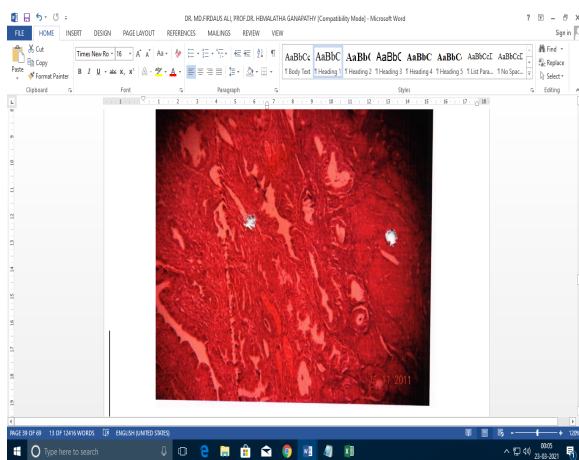 DR. MD.FIRDAUS ALI, PROF.DR. HEMALATHA GANAPATHY [Compatibility Mode] - Microsoft Word
FILE HOME INSERT DESIGN PAGE LAYOUT REFERENCES MAILINGS REVIEW VIEW Sign in
Paste
Cut
Copy
Format Painter
Clipboard
Times New Ro 16
Font
Paragraph
AaBbCc AaBbC AaBb( AaBbC AaBbC AaBbC AaBbCcI AaBbCcI
¶ Body Text ¶ Heading 1 ¶ Heading 2 ¶ Heading 3 ¶ Heading 4 ¶ Heading 5 ¶ List Para... ¶ No Spac...
Styles
Find
Replace
Select
Editing
2011
PAGE 39 OF 69 13 OF 12416 WORDS ENGLISH (UNITED STATES) 120%
Type here to search
00:05
23-03-2021